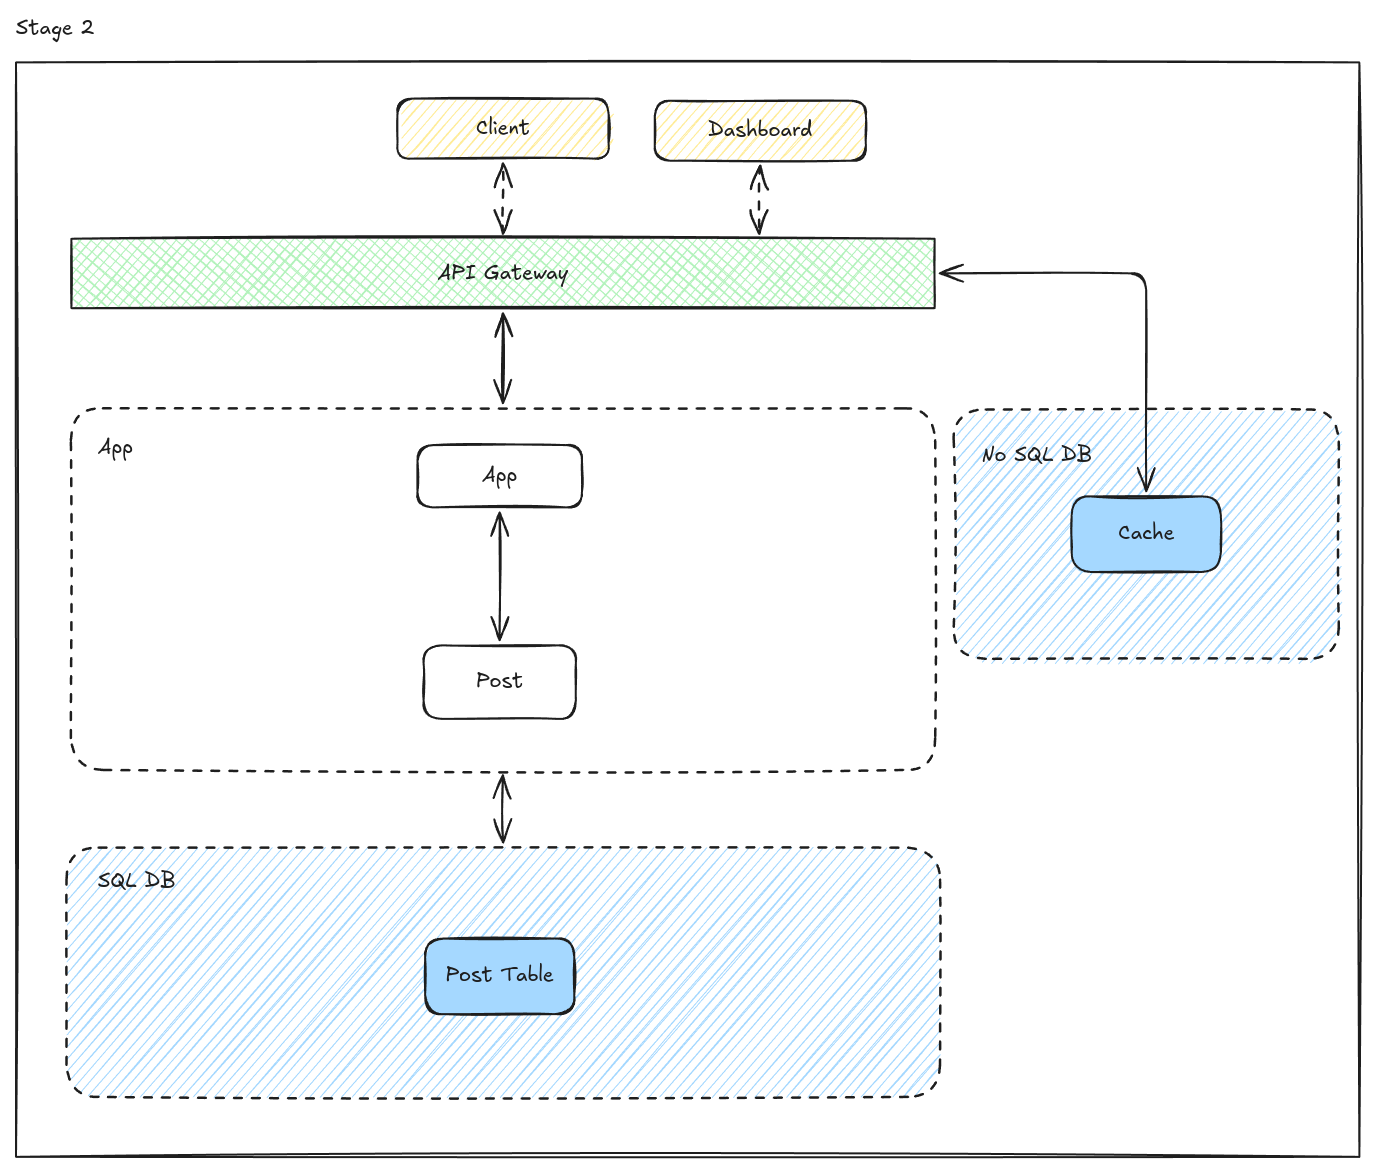 Stage 2
Client
Dashboard
API Gateway
App
App
No SQL DB
Cache
Post
SQL DB
Post Table